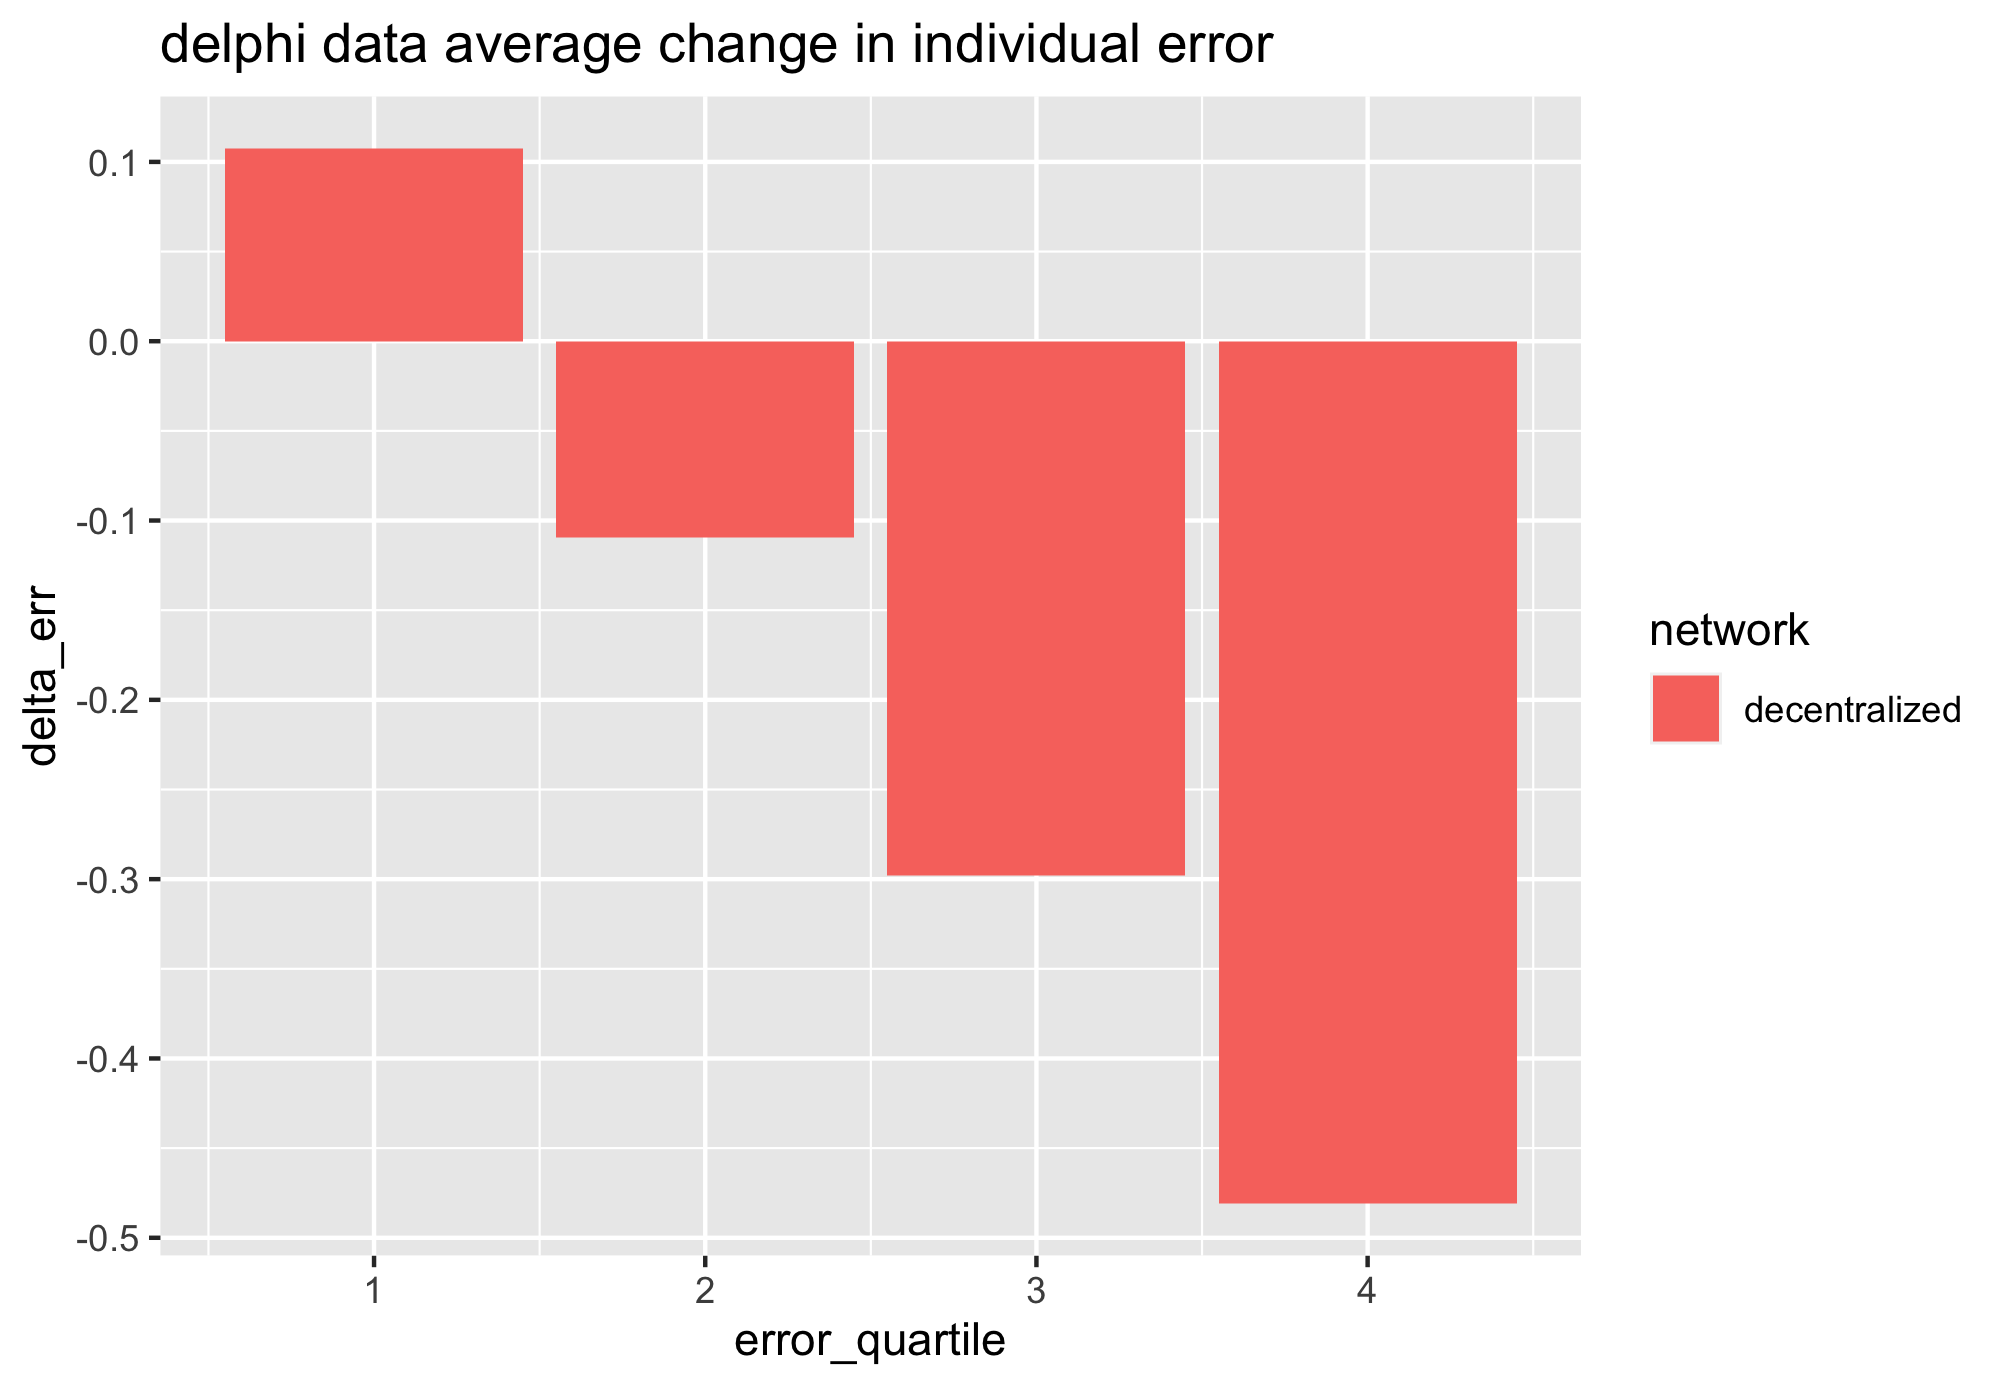 delphi data average change in individual error
0.1
0.0
-0.1
-0.2
-0.3
-0.4
-0.5
delta_err
1 2 3 4
error_quartile
network
decentralized